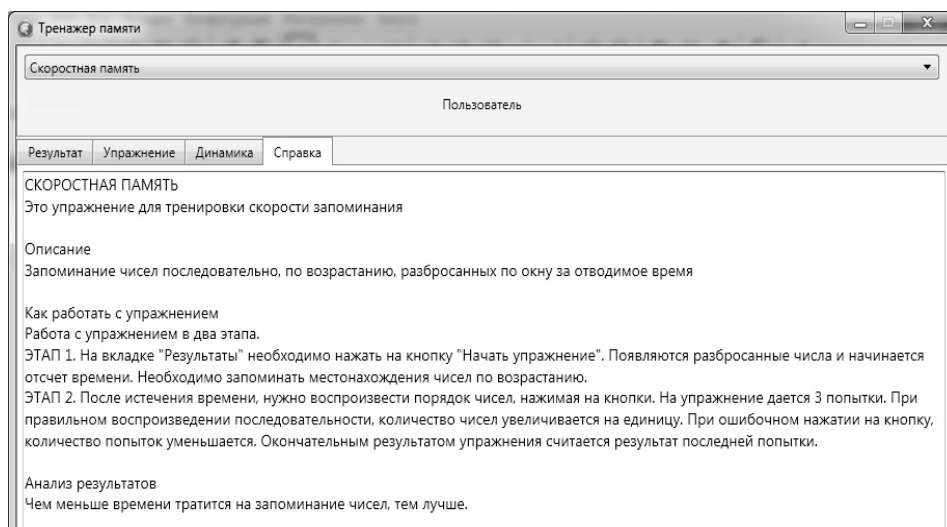 Тренажер памяти
Скоростная память
Пользователь
Результат Упражнение Динамика Справка
СКОРОСТНАЯ ПАМЯТЬ
Это упражнение для тренировки скорости запоминания
Описание
Запоминание чисел последовательно, по возрастанию, разбросанных по окну за отводимое время
Как работать с упражнением
Работа с упражнением в два этапа.
ЭТАП 1. На вкладке "Результаты" необходимо нажать на кнопку "Начать упражнение". Появляются разбросанные числа и начинается
отсчет времени. Необходимо запоминать местонахождения чисел по возрастанию.
ЭТАП 2. После истечения времени, нужно воспроизвести порядок чисел, нажимая на кнопки. На упражнение дается 3 попытки. При
правильном воспроизведении последовательности, количество чисел увеличивается на единицу. При ошибочном нажатии на кнопку,
количество попыток уменьшается. Окончательным результатом упражнения считается результат последней попытки.
Анализ результатов
Чем меньше времени тратится на запоминание чисел, тем лучше.